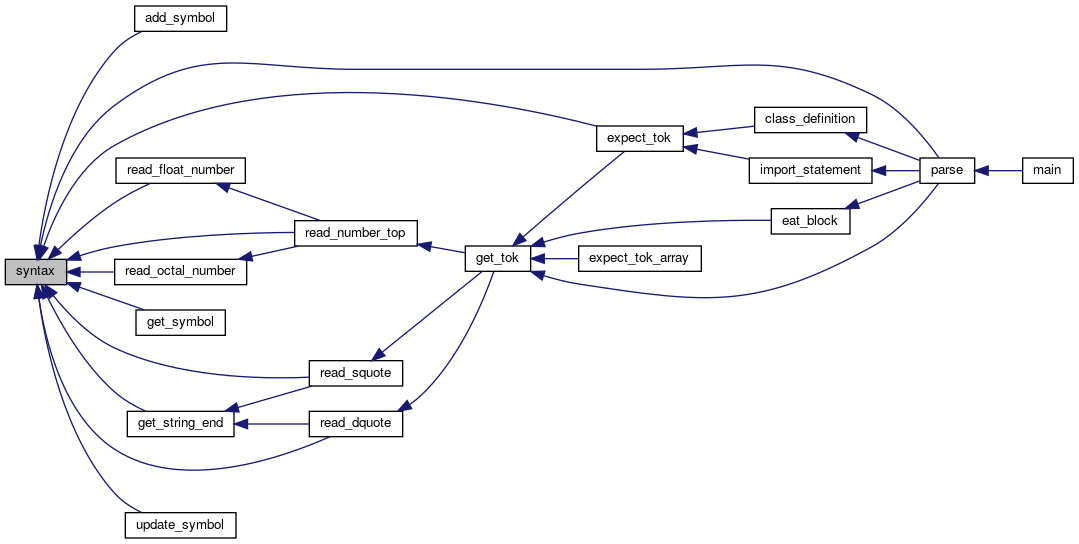 add_symbol
class_definition
expect_tok
read_float_number
import_statement
parse
main
eat_block
read_number_top
get_tok
expect_tok_array
syntax
read_octal_number
get_symbol
read_squote
get_string_end
read_dquote
update_symbol